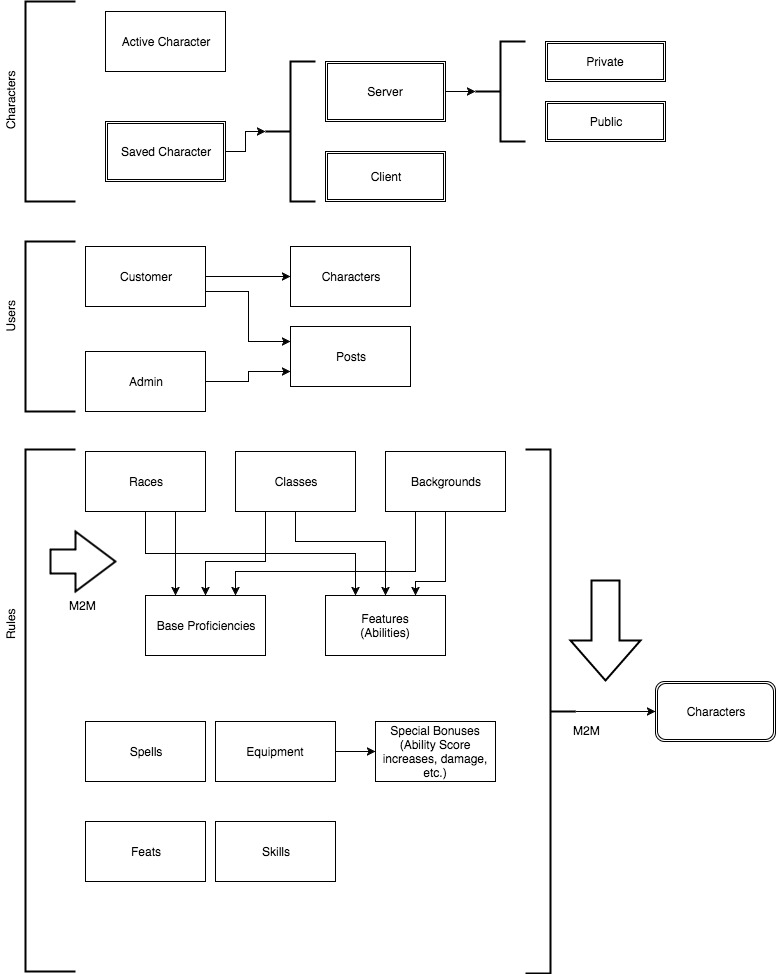 Characters
Active Character
Saved Character
Server
Client
Private
Public
Users
Customer
Characters
Posts
Admin
Rules
Races
Classes
Backgrounds
M2M
Base Proficiencies
Features
(Abilities)
Spells
Equipment
Special Bonuses
(Ability Score
increases, damage,
etc.)
Feats
Skills
M2M
Characters